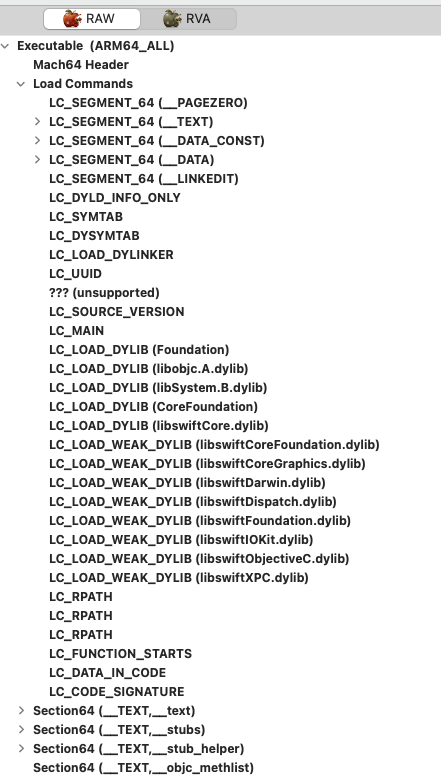 RAW RVA
Executable (ARM64_ALL)
Mach64 Header
Load Commands
LC_SEGMENT_64 (__PAGEZERO)
LC_SEGMENT_64 (__TEXT)
LC_SEGMENT_64 (__DATA_CONST)
LC_SEGMENT_64 (__DATA)
LC_SEGMENT_64 (__LINKEDIT)
LC_DYLD_INFO_ONLY
LC_SYMTAB
LC_DYSYMTAB
LC_LOAD_DYLINKER
LC_UUID
??? (unsupported)
LC_SOURCE_VERSION
LC_MAIN
LC_LOAD_DYLIB (Foundation)
LC_LOAD_DYLIB (libobjc.A.dylib)
LC_LOAD_DYLIB (libSystem.B.dylib)
LC_LOAD_DYLIB (CoreFoundation)
LC_LOAD_DYLIB (libswiftCore.dylib)
LC_LOAD_WEAK_DYLIB (libswiftCoreFoundation.dylib)
LC_LOAD_WEAK_DYLIB (libswiftCoreGraphics.dylib)
LC_LOAD_WEAK_DYLIB (libswiftDarwin.dylib)
LC_LOAD_WEAK_DYLIB (libswiftDispatch.dylib)
LC_LOAD_WEAK_DYLIB (libswiftFoundation.dylib)
LC_LOAD_WEAK_DYLIB (libswiftIOKit.dylib)
LC_LOAD_WEAK_DYLIB (libswiftObjectiveC.dylib)
LC_LOAD_WEAK_DYLIB (libswiftXPC.dylib)
LC_RPATH
LC_RPATH
LC_RPATH
LC_FUNCTION_STARTS
LC_DATA_IN_CODE
LC_CODE_SIGNATURE
Section64 (__TEXT,__text)
Section64 (__TEXT,__stubs)
Section64 (__TEXT,__stub_helper)
Section64 (__TEXT,__objc_methlist)